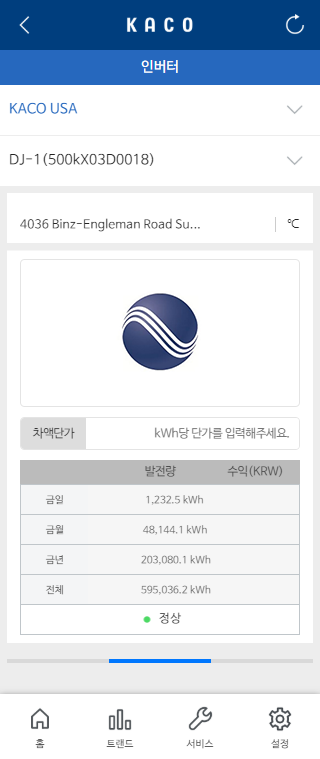 KACO
인버터
KACO USA
DJ-1(500kX03D0018)
4036 Binz-Engleman Road Su... ℃
차액단가 kWh당 단가를 입력해주세요.
발전량 수익(KRW)
금일 1,232.5 kWh
금월 48,144.1 kWh
금년 203,080.1 kWh
전체 595,036.2 kWh
정상
홈 트랜드 서비스 설정